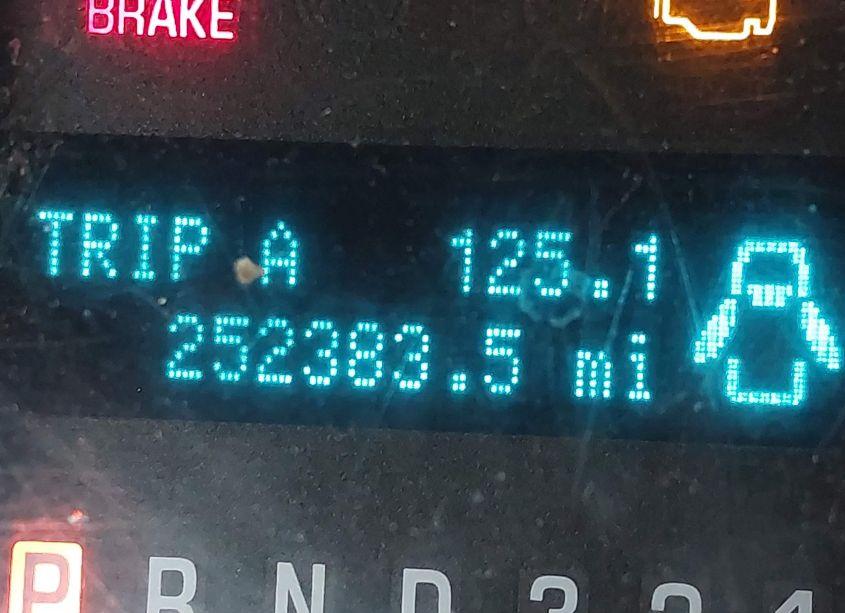 BRAKE
TRIP A 125.1
252383.5 mi
P R N D 3 2 1